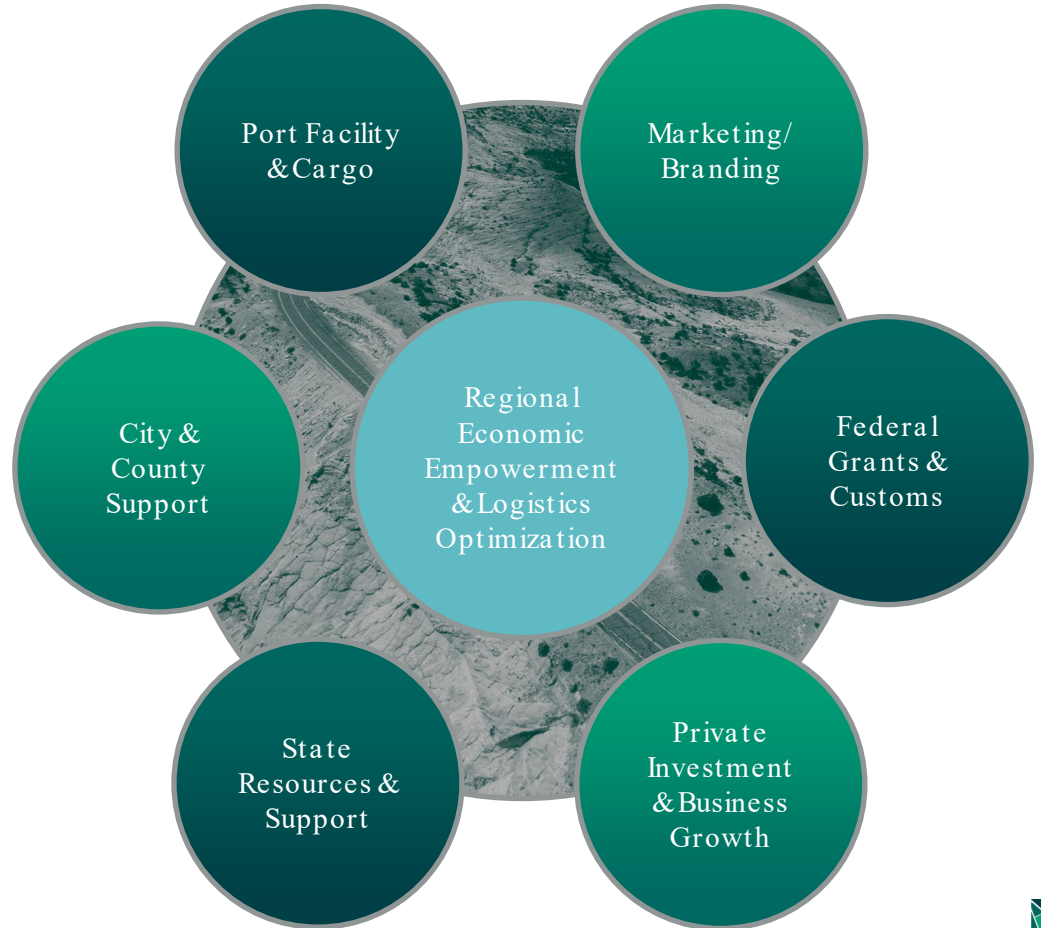 Port Facility
& Cargo
Marketing/
Branding
City &
County
Support
Regional
Economic
Empowerment
& Logistics
Optimization
Federal
Grants &
Customs
State
Resources &
Support
Private
Investment
& Business
Growth